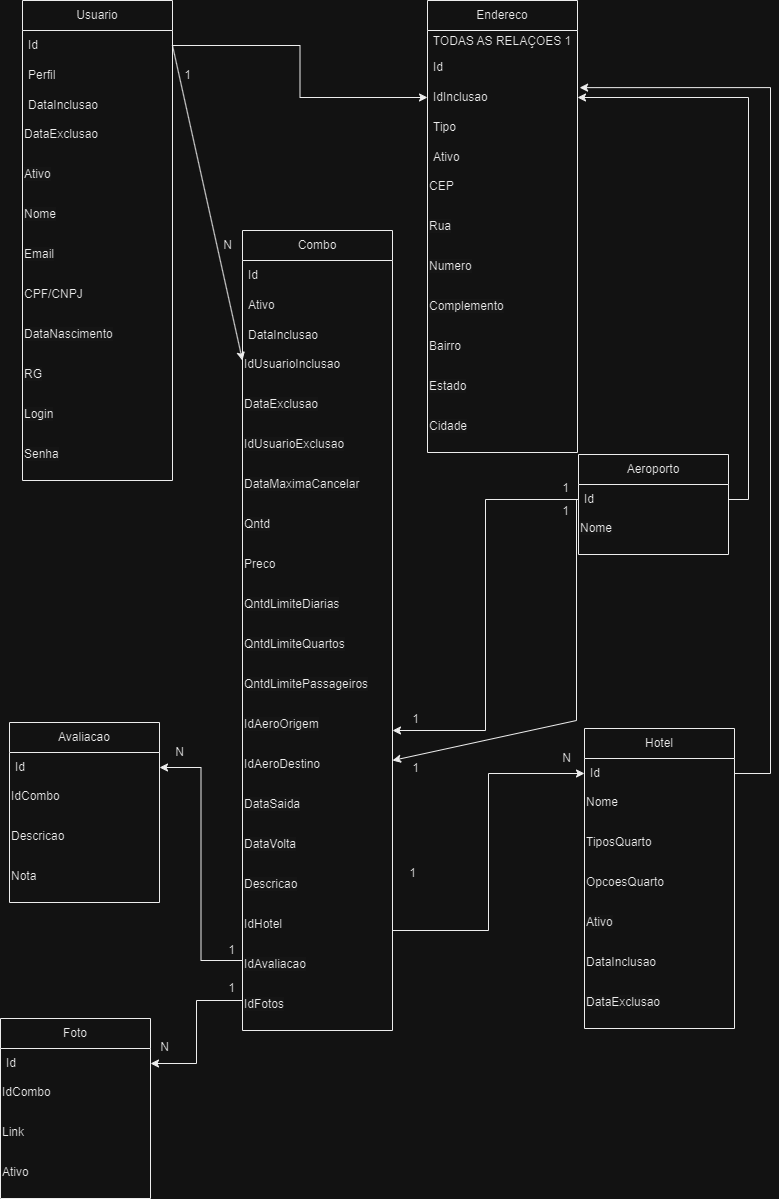 Usuario
Id
Perfil
DataInclusao
DataExclusao
Ativo
Nome
Email
CPF/CNPJ
DataNascimento
RG
Login
Senha
1
N
Endereco
TODAS AS RELAÇOES 1
Id
IdInclusao
Tipo
Ativo
CEP
Rua
Numero
Complemento
Bairro
Estado
Cidade
Combo
Id
Ativo
DataInclusao
IdUsuarioInclusao
DataExclusao
IdUsuarioExclusao
DataMaximaCancelar
Qntd
Preco
QntdLimiteDiarias
QntdLimiteQuartos
QntdLimitePassageiros
IdAeroOrigem
IdAeroDestino
DataSaida
DataVolta
Descricao
IdHotel
IdAvaliacao
IdFotos
Aeroporto
Id
Nome
1
1
1
1
Hotel
Id
Nome
TiposQuarto
OpcoesQuarto
Ativo
DataInclusao
DataExclusao
N
1
Avaliacao
Id
IdCombo
Descricao
Nota
N
1
Foto
Id
IdCombo
Link
Ativo
N
1